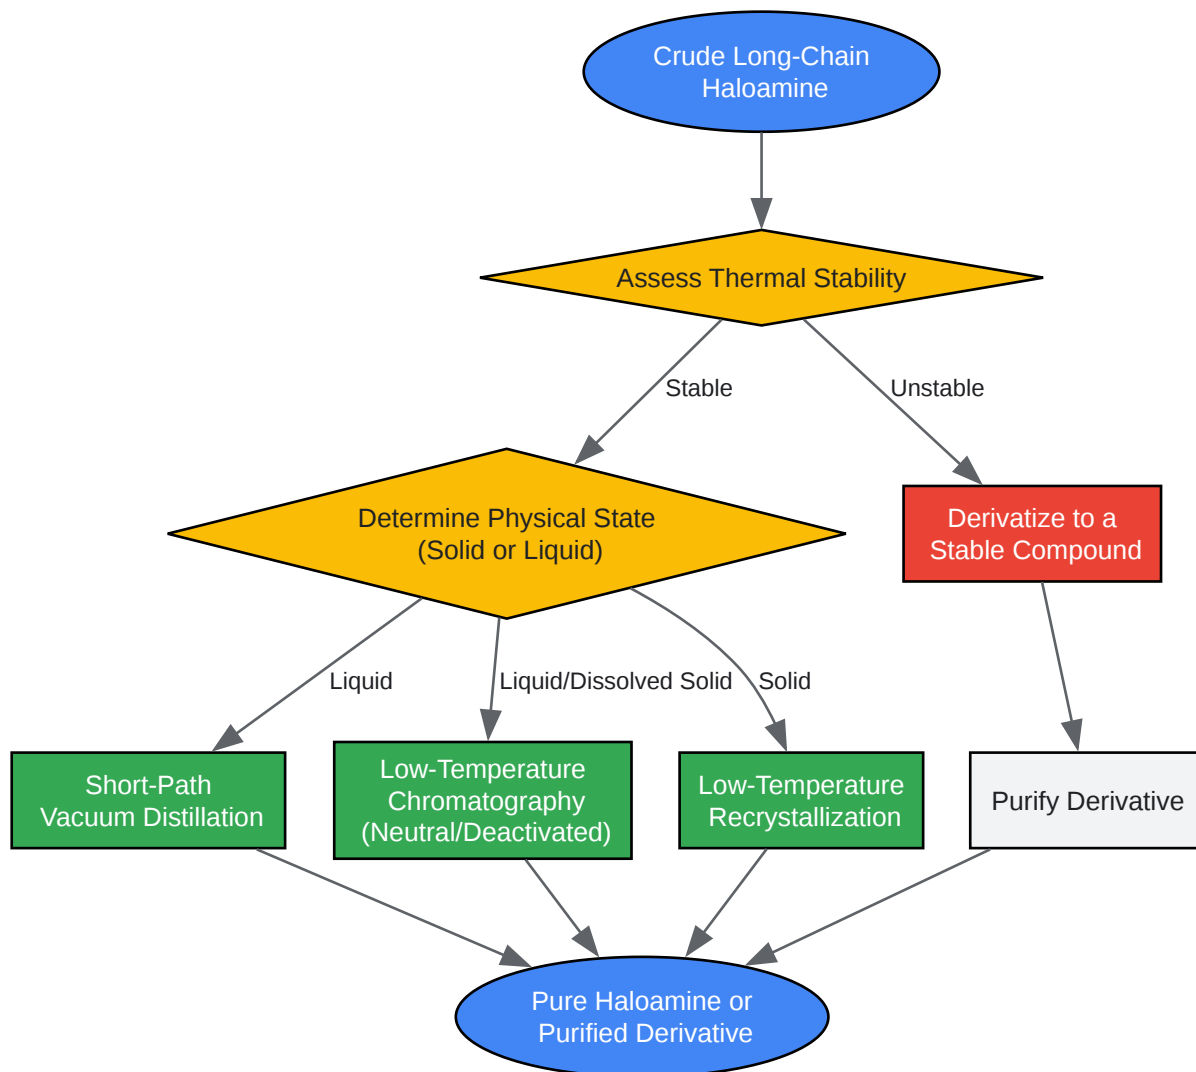 Crude Long-Chain
Haloamine
Assess Thermal Stability
Stable
Unstable
Determine Physical State
(Solid or Liquid)
Derivatize to a
Stable Compound
Liquid
Liquid/Dissolved Solid
Solid
Short-Path
Vacuum Distillation
Low-Temperature
Chromatography
(Neutral/Deactivated)
Low-Temperature
Recrystallization
Purify Derivative
Pure Haloamine or
Purified Derivative